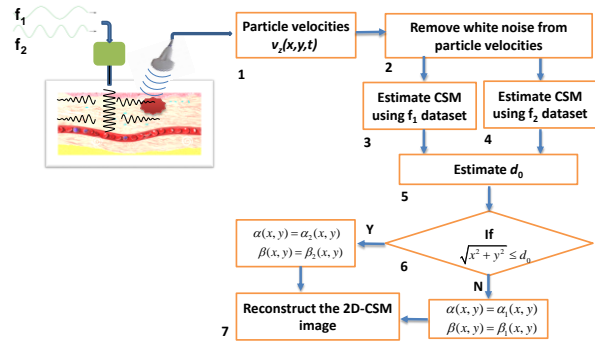 f₁
f₂
Particle velocities
v_z(x,y,t)
1
Remove white noise from
particle velocities
2
Estimate CSM
using f₁ dataset
3
Estimate CSM
using f₂ dataset
4
Estimate d₀
5
If
√(x² + y²) ≤ d₀
6
Y
N
α(x, y) = α₂(x, y)
β(x, y) = β₂(x, y)
α(x, y) = α₁(x, y)
β(x, y) = β₁(x, y)
Reconstruct the 2D-CSM
image
7